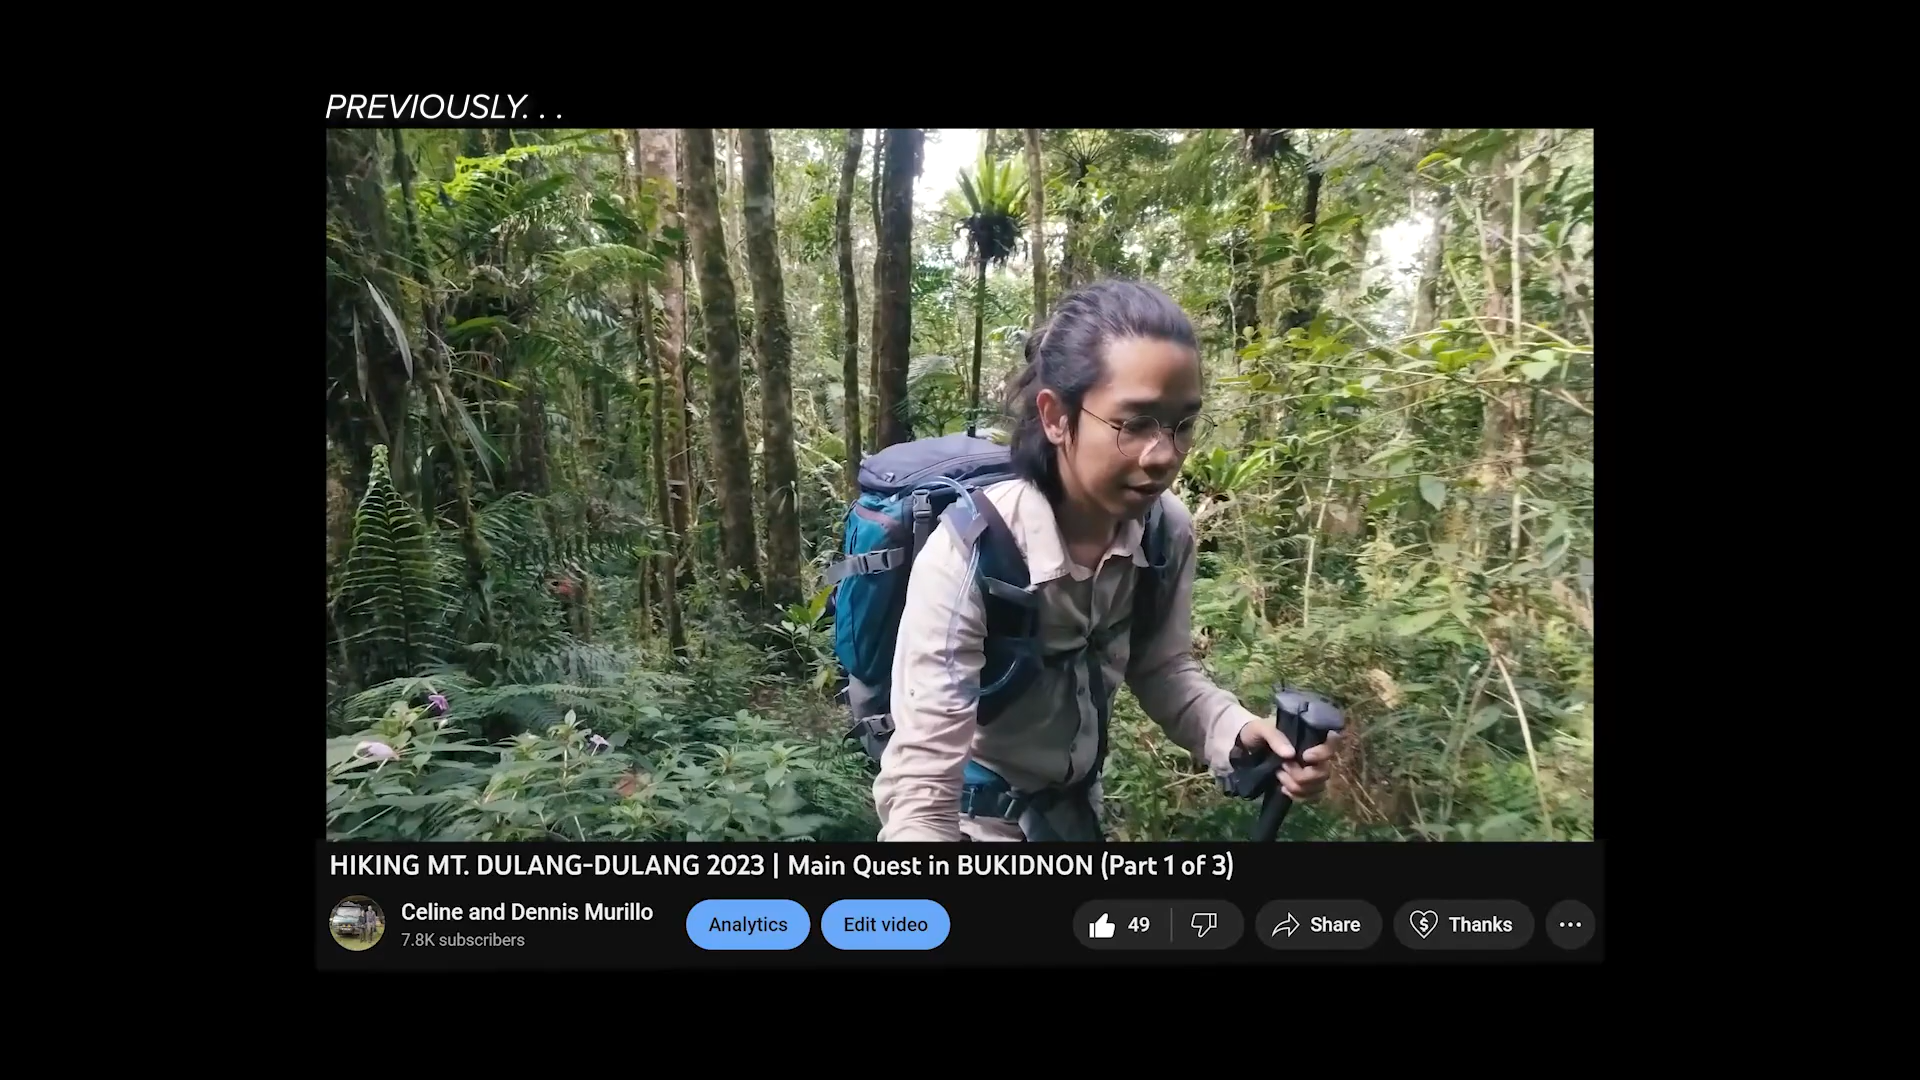 PREVIOUSLY. . .
HIKING MT. DULANG-DULANG 2023 | Main Quest in BUKIDNON (Part 1 of 3)
Celine and Dennis Murillo
7.8K subscribers
Analytics
Edit video
49
Share
Thanks